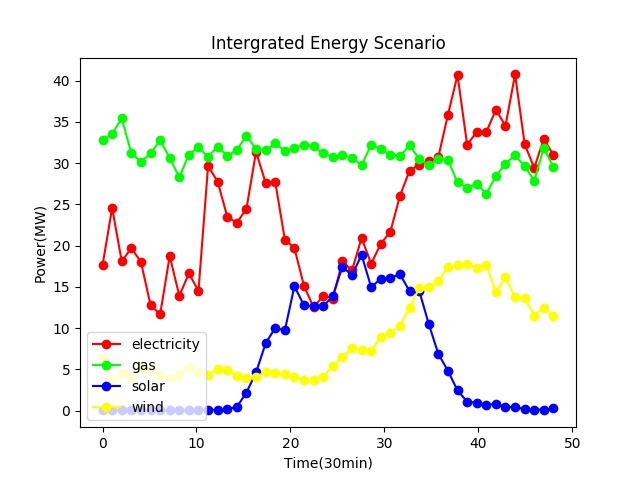 Intergrated Energy Scenario
Power(MW)
40
35
30
25
20
15
10
5
0
electricity
gas
solar
wind
0 10 20 30 40 50
Time(30min)